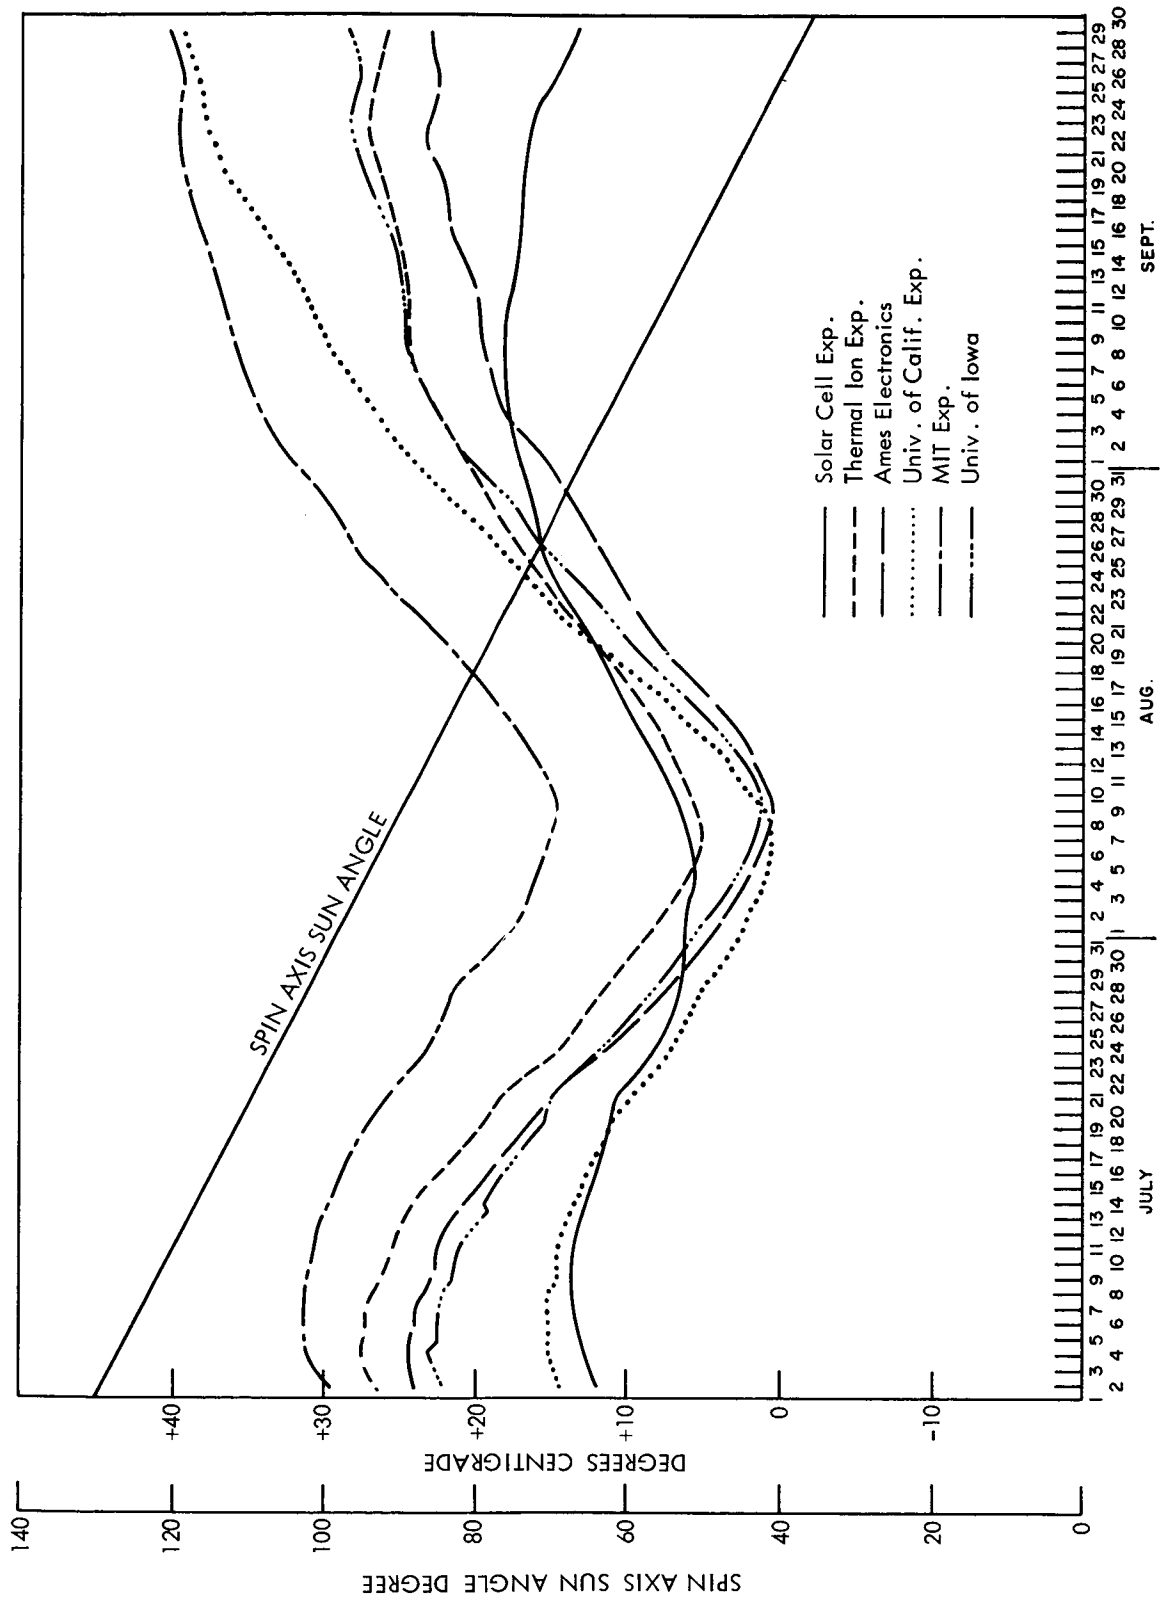 SPIN AXIS SUN ANGLE DEGREE
140
120
100
80
60
40
20
0
DEGREES CENTIGRADE
+40
+30
+20
+10
0
-10
SPIN AXIS SUN ANGLE
Solar Cell Exp.
Thermal Ion Exp.
Ames Electronics
Univ. of Calif. Exp.
MIT Exp.
Univ. of Iowa
1 3 5 7 9 11 13 15 17 19 21 23 25 27 29 31 1 3 5 7 9 11 13 15 17 19 21 23 25 27 29 31 1 3 5 7 9 11 13 15 17 19 21 23 25 27 29
2 4 6 8 10 12 14 16 18 20 22 24 26 28 30 2 4 6 8 10 12 14 16 18 20 22 24 26 28 30 2 4 6 8 10 12 14 16 18 20 22 24 26 28 30
JULY
AUG.
SEPT.